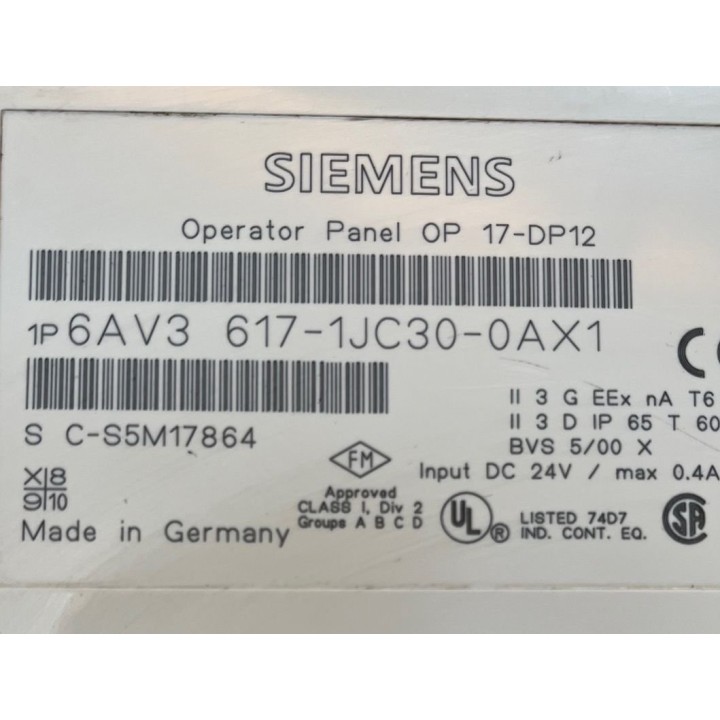 SIEMENS
Operator Panel OP 17-DP12
1P 6AV3 617-1JC30-0AX1
S C-S5M17864
II 3 G EEx nA T6
II 3 D IP 65 T 60
BVS 5/00 X
Input DC 24V / max 0.4A
X 8
9 10
Made in Germany
FM
Approved
CLASS I, Div 2
Groups A B C D
UL ®
LISTED 74D7
IND. CONT. EQ.
SA